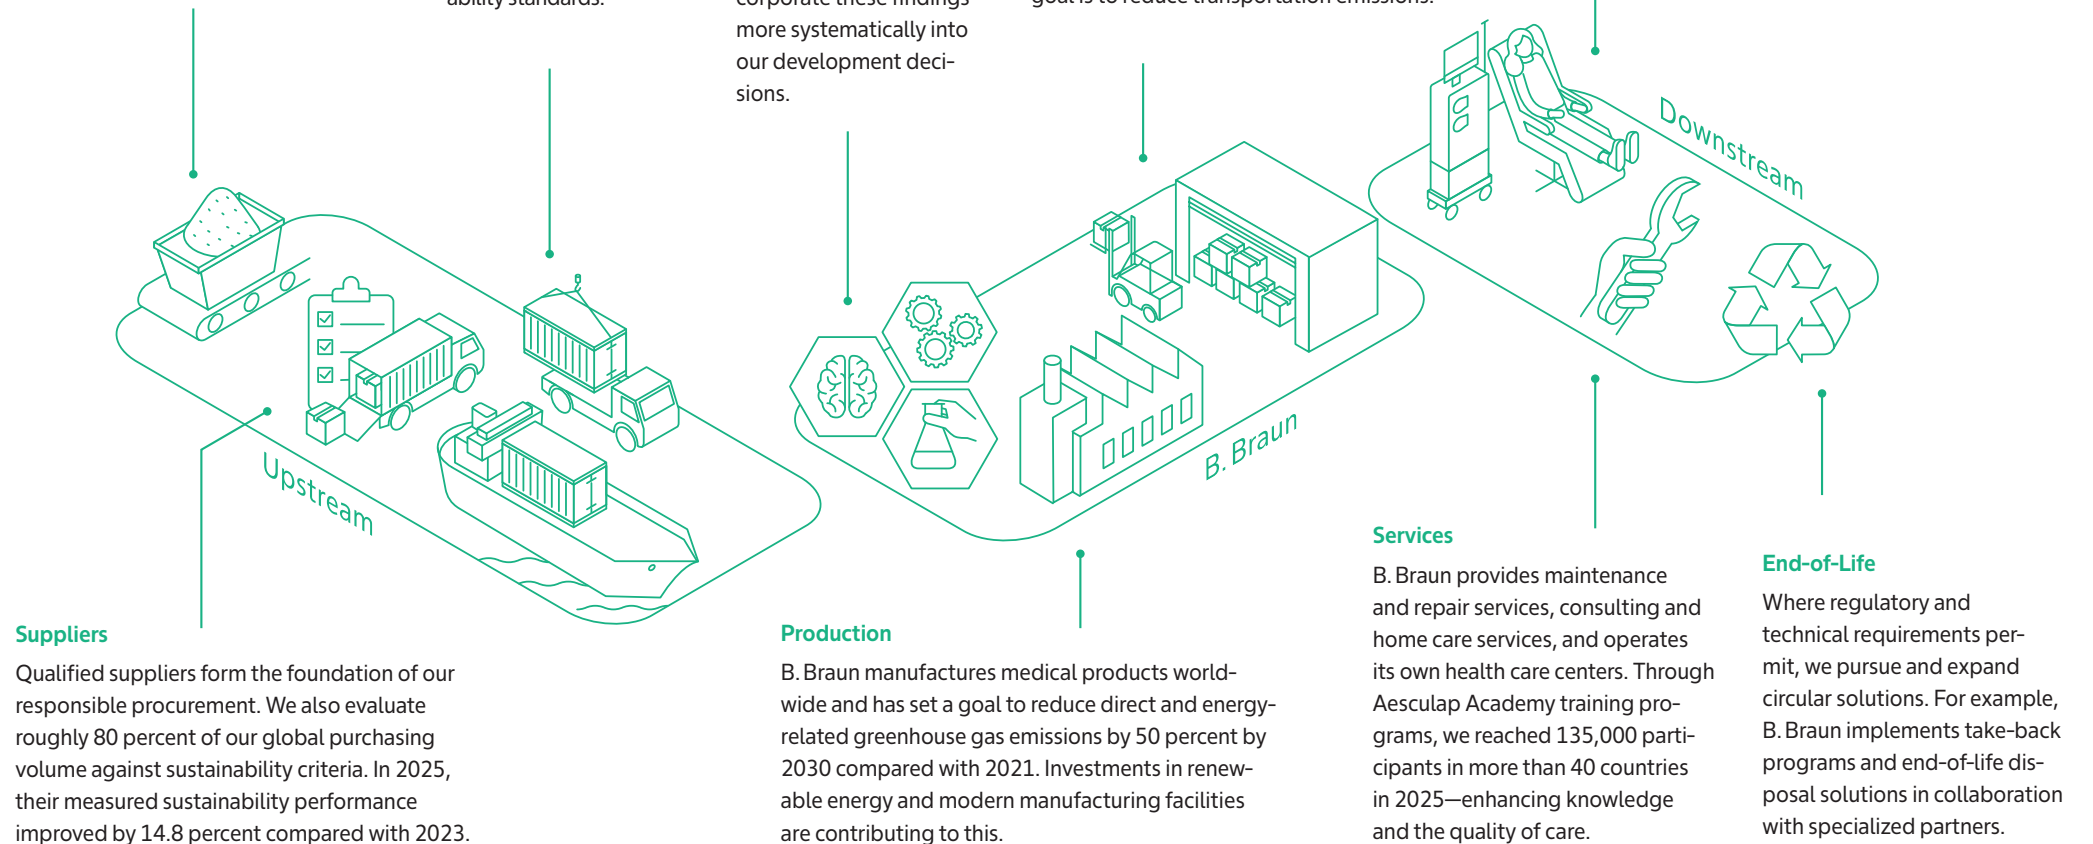 ability standards.
corporate these findings
more systematically into
our development deci-
sions.
goal is to reduce transportation emissions.
Downstream
Upstream
B. Braun
Suppliers
Qualified suppliers form the foundation of our
responsible procurement. We also evaluate
roughly 80 percent of our global purchasing
volume against sustainability criteria. In 2025,
their measured sustainability performance
improved by 14.8 percent compared with 2023.
Production
B. Braun manufactures medical products world-
wide and has set a goal to reduce direct and energy-
related greenhouse gas emissions by 50 percent by
2030 compared with 2021. Investments in renew-
able energy and modern manufacturing facilities
are contributing to this.
Services
B. Braun provides maintenance
and repair services, consulting and
home care services, and operates
its own health care centers. Through
Aesculap Academy training pro-
grams, we reached 135,000 parti-
cipants in more than 40 countries
in 2025—enhancing knowledge
and the quality of care.
End-of-Life
Where regulatory and
technical requirements per-
mit, we pursue and expand
circular solutions. For example,
B. Braun implements take-back
programs and end-of-life dis-
posal solutions in collaboration
with specialized partners.